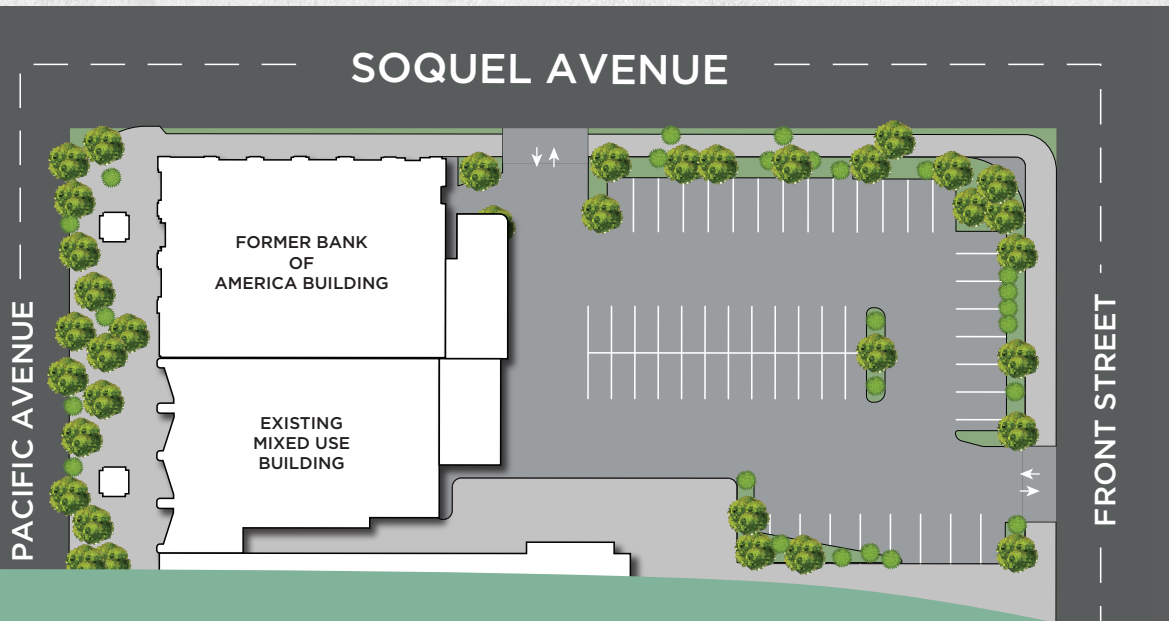 SOQUEL AVENUE
PACIFIC AVENUE
FORMER BANK
OF
AMERICA BUILDING
EXISTING
MIXED USE
BUILDING
FRONT STREET